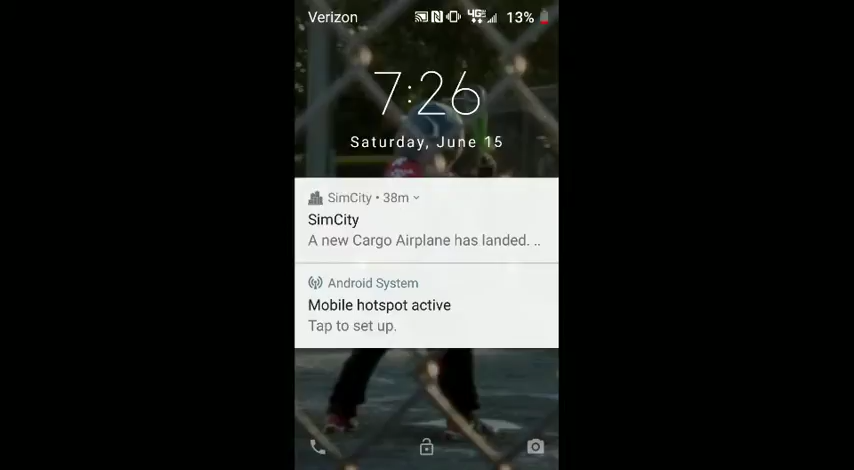 Verizon 4G 13%
7:26
Saturday, June 15
SimCity • 38m
SimCity
A new Cargo Airplane has landed. ..
Android System
Mobile hotspot active
Tap to set up.